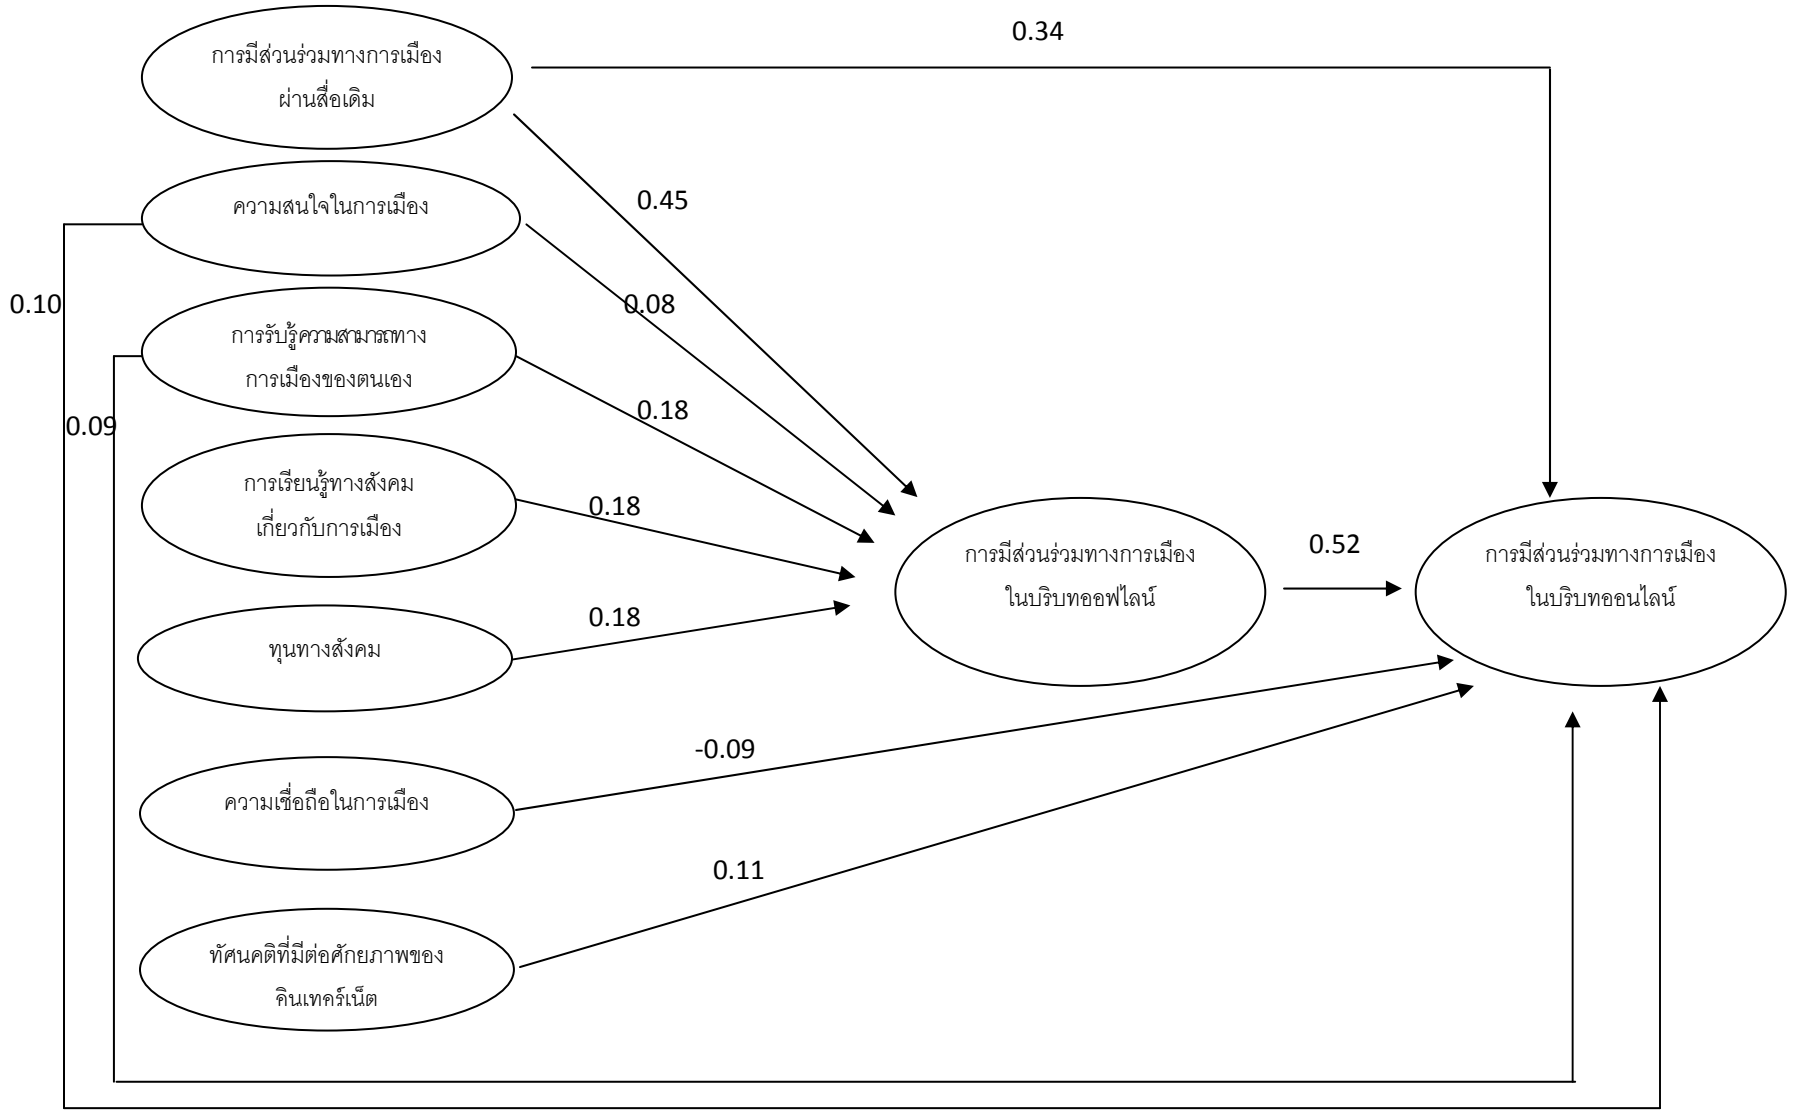 0.34
การมีส่วนร่วมทางการเมือง
ผ่านสื่อเดิม
0.45
ความสนใจในการเมือง
0.10
0.08
การรับรู้ความสามารถทาง
การเมืองของตนเอง
0.18
0.09
การเรียนรู้ทางสังคม
เกี่ยวกับการเมือง
0.18
การมีส่วนร่วมทางการเมือง
ในบริบทออฟไลน์
0.52
การมีส่วนร่วมทางการเมือง
ในบริบทออนไลน์
0.18
ทุนทางสังคม
-0.09
ความเชื่อถือในการเมือง
0.11
ทัศนคติที่มีต่อศักยภาพของ
อินเทอร์เน็ต